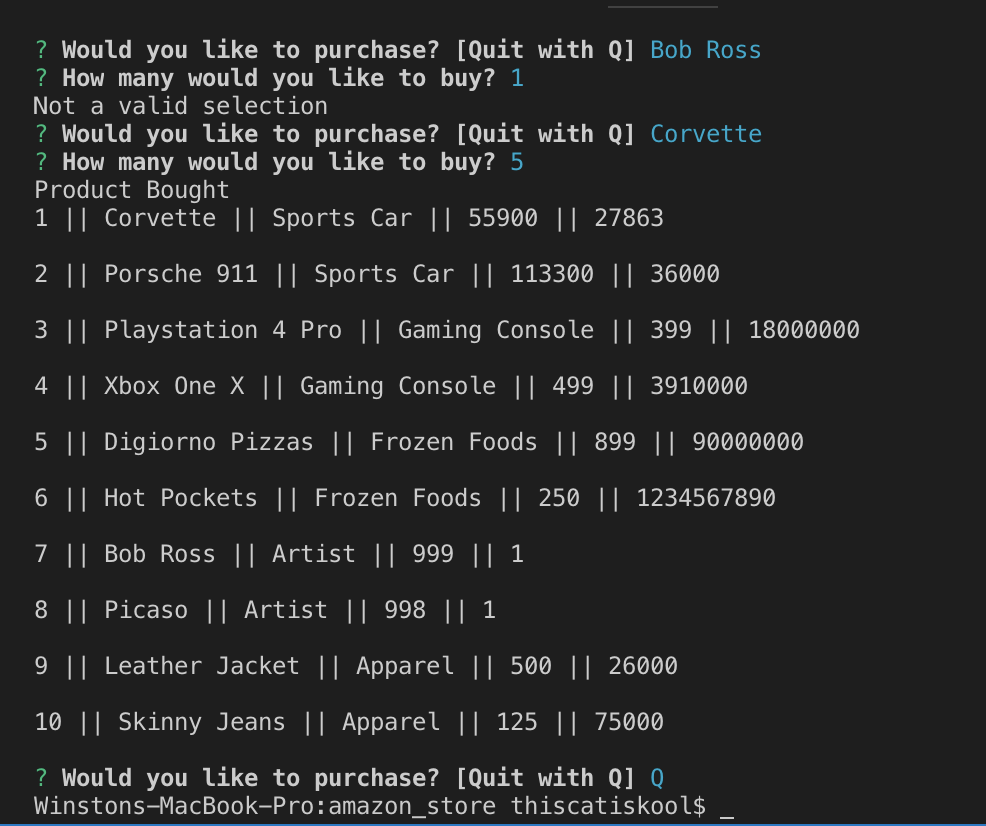 ? Would you like to purchase? [Quit with Q] Bob Ross
? How many would you like to buy? 1
Not a valid selection
? Would you like to purchase? [Quit with Q] Corvette
? How many would you like to buy? 5
Product Bought
1 || Corvette || Sports Car || 55900 || 27863
2 || Porsche 911 || Sports Car || 113300 || 36000
3 || Playstation 4 Pro || Gaming Console || 399 || 18000000
4 || Xbox One X || Gaming Console || 499 || 3910000
5 || Digiorno Pizzas || Frozen Foods || 899 || 90000000
6 || Hot Pockets || Frozen Foods || 250 || 1234567890
7 || Bob Ross || Artist || 999 || 1
8 || Picaso || Artist || 998 || 1
9 || Leather Jacket || Apparel || 500 || 26000
10 || Skinny Jeans || Apparel || 125 || 75000
? Would you like to purchase? [Quit with Q] Q
Winstons-MacBook-Pro:amazon_store thiscatiskool$ _